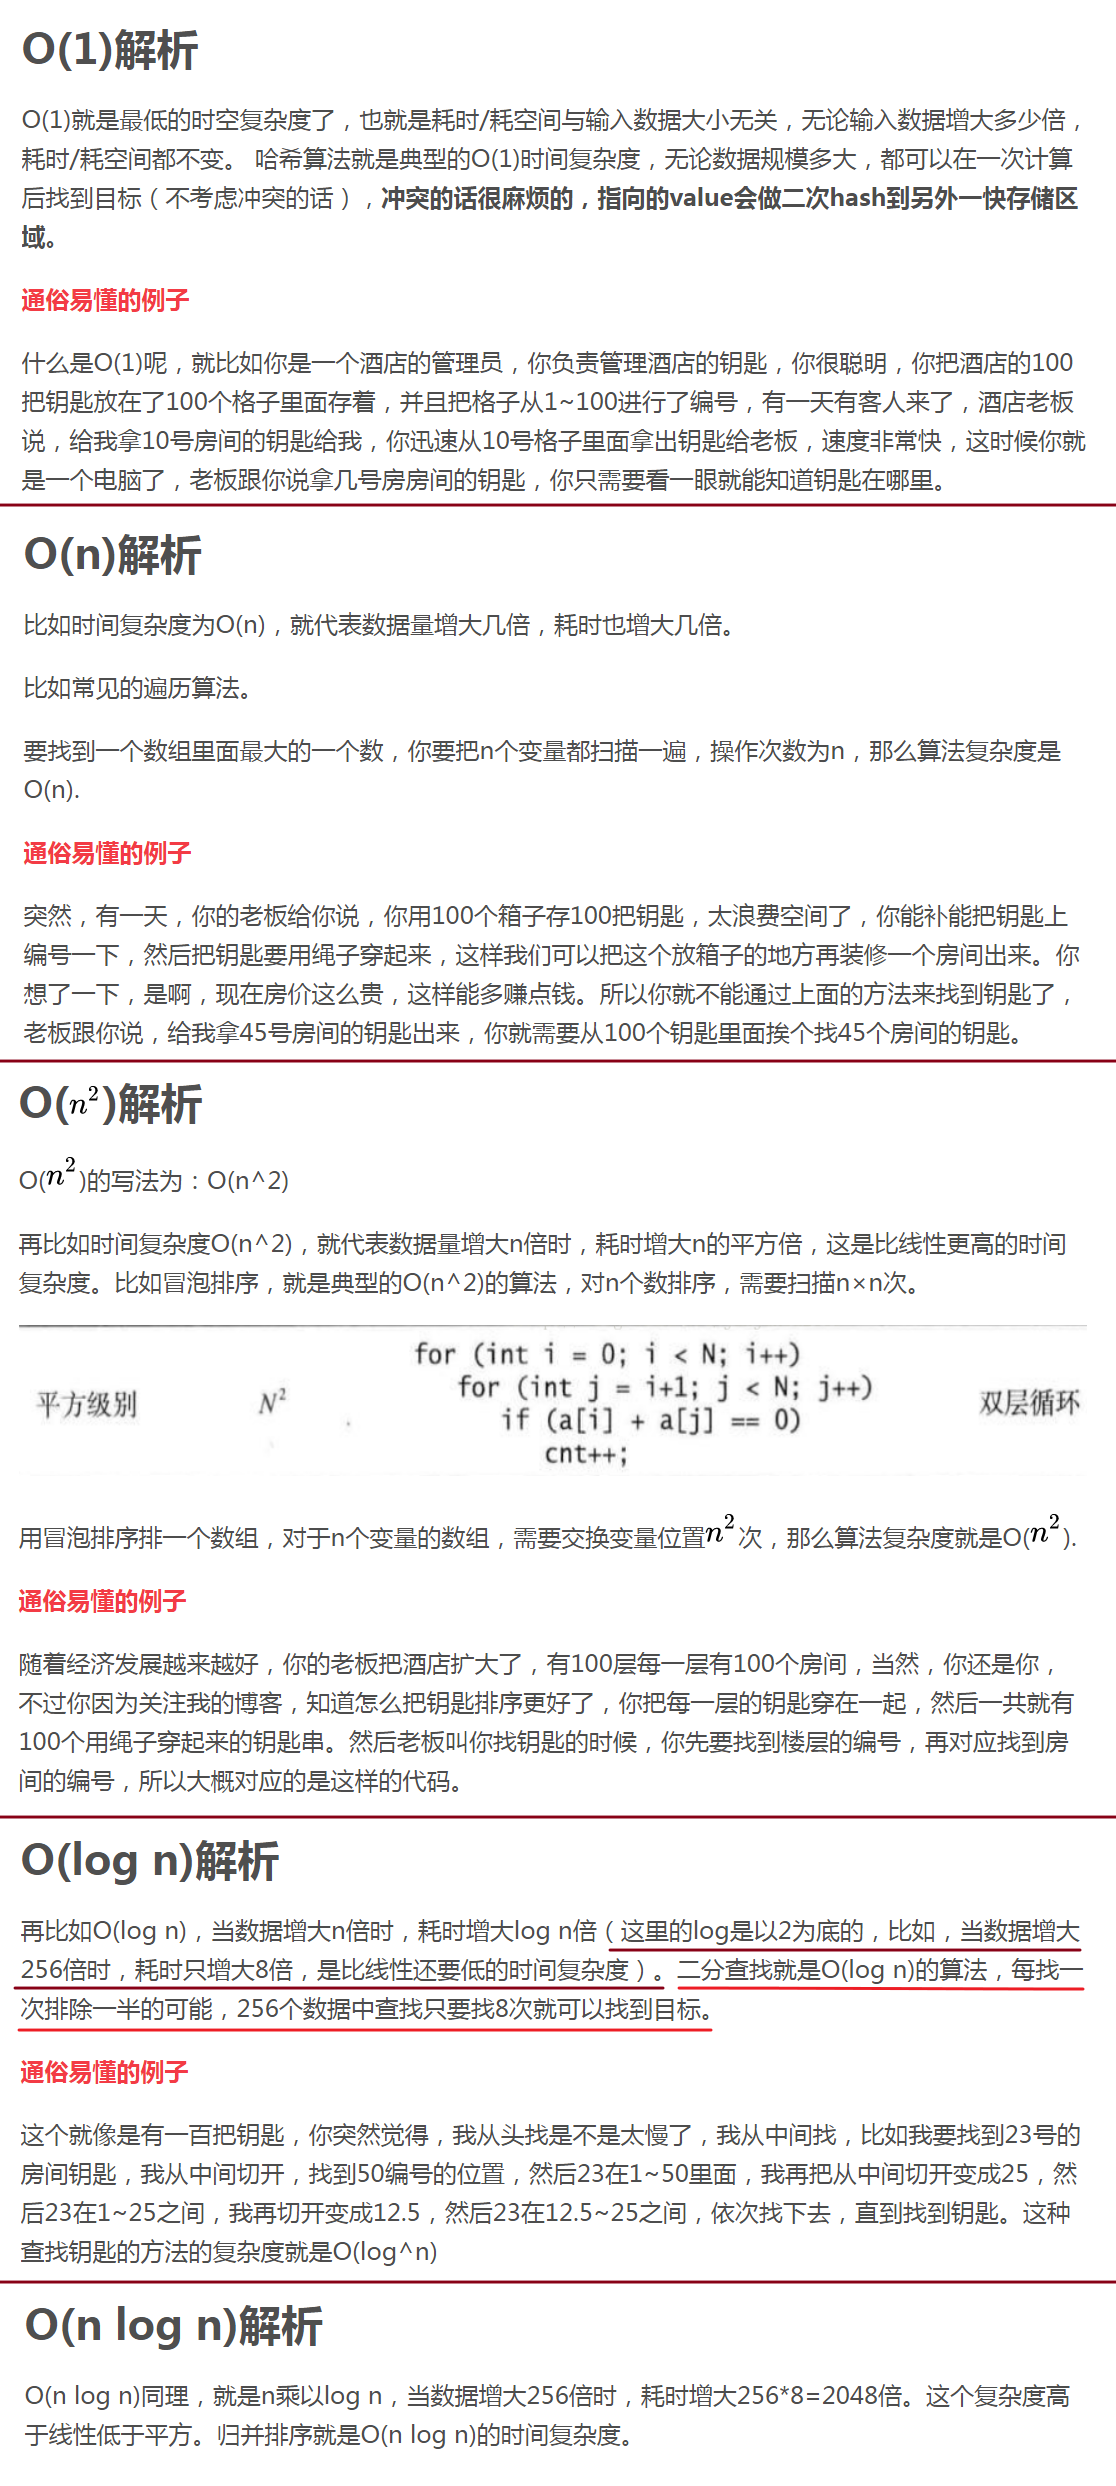 O(1)解析
O(1)就是最低的时空复杂度了，也就是耗时/耗空间与输入数据大小无关，无论输入数据增大多少倍，
耗时/耗空间都不变。 哈希算法就是典型的O(1)时间复杂度，无论数据规模多大，都可以在一次计算
后找到目标（不考虑冲突的话），冲突的话很麻烦的，指向的value会做二次hash到另外一快存储区
域。
通俗易懂的例子
什么是O(1)呢，就比如你是一个酒店的管理员，你负责管理酒店的钥匙，你很聪明，你把酒店的100
把钥匙放在了100个格子里面存着，并且把格子从1~100进行了编号，有一天有客人来了，酒店老板
说，给我拿10号房间的钥匙给我，你迅速从10号格子里面拿出钥匙给老板，速度非常快，这时候你就
是一个电脑了，老板跟你说拿几号房房间的钥匙，你只需要看一眼就能知道钥匙在哪里。
O(n)解析
比如时间复杂度为O(n)，就代表数据量增大几倍，耗时也增大几倍。
比如常见的遍历算法。
要找到一个数组里面最大的一个数，你要把n个变量都扫描一遍，操作次数为n，那么算法复杂度是
O(n).
通俗易懂的例子
突然，有一天，你的老板给你说，你用100个箱子存100把钥匙，太浪费空间了，你能补能把钥匙上
编号一下，然后把钥匙要用绳子穿起来，这样我们可以把这个放箱子的地方再装修一个房间出来。你
想了一下，是啊，现在房价这么贵，这样能多赚点钱。所以你就不能通过上面的方法来找到钥匙了，
老板跟你说，给我拿45号房间的钥匙出来，你就需要从100个钥匙里面挨个找45个房间的钥匙。
O(n²)解析
O(n²)的写法为：O(n^2)
再比如时间复杂度O(n^2)，就代表数据量增大n倍时，耗时增大n的平方倍，这是比线性更高的时间
复杂度。比如冒泡排序，就是典型的O(n^2)的算法，对n个数排序，需要扫描n×n次。
for (int i = 0; i < N; i++)
for (int j = i+1; j < N; j++)
平方级别 N² if (a[i] + a[j] == 0) 双层循环
cnt++;
用冒泡排序排一个数组，对于n个变量的数组，需要交换变量位置n²次，那么算法复杂度就是O(n²).
通俗易懂的例子
随着经济发展越来越好，你的老板把酒店扩大了，有100层每一层有100个房间，当然，你还是你，
不过你因为关注我的博客，知道怎么把钥匙排序更好了，你把每一层的钥匙穿在一起，然后一共就有
100个用绳子穿起来的钥匙串。然后老板叫你找钥匙的时候，你先要找到楼层的编号，再对应找到房
间的编号，所以大概对应的是这样的代码。
O(log n)解析
再比如O(log n)，当数据增大n倍时，耗时增大log n倍（这里的log是以2为底的，比如，当数据增大
256倍时，耗时只增大8倍，是比线性还要低的时间复杂度）。二分查找就是O(log n)的算法，每找一
次排除一半的可能，256个数据中查找只要找8次就可以找到目标。
通俗易懂的例子
这个就像是有一百把钥匙，你突然觉得，我从头找是不是太慢了，我从中间找，比如我要找到23号的
房间钥匙，我从中间切开，找到50编号的位置，然后23在1~50里面，我再把从中间切开变成25，然
后23在1~25之间，我再切开变成12.5，然后23在12.5~25之间，依次找下去，直到找到钥匙。这种
查找钥匙的方法的复杂度就是O(log^n)
O(n log n)解析
O(n log n)同理，就是n乘以log n，当数据增大256倍时，耗时增大256*8=2048倍。这个复杂度高
于线性低于平方。归并排序就是O(n log n)的时间复杂度。